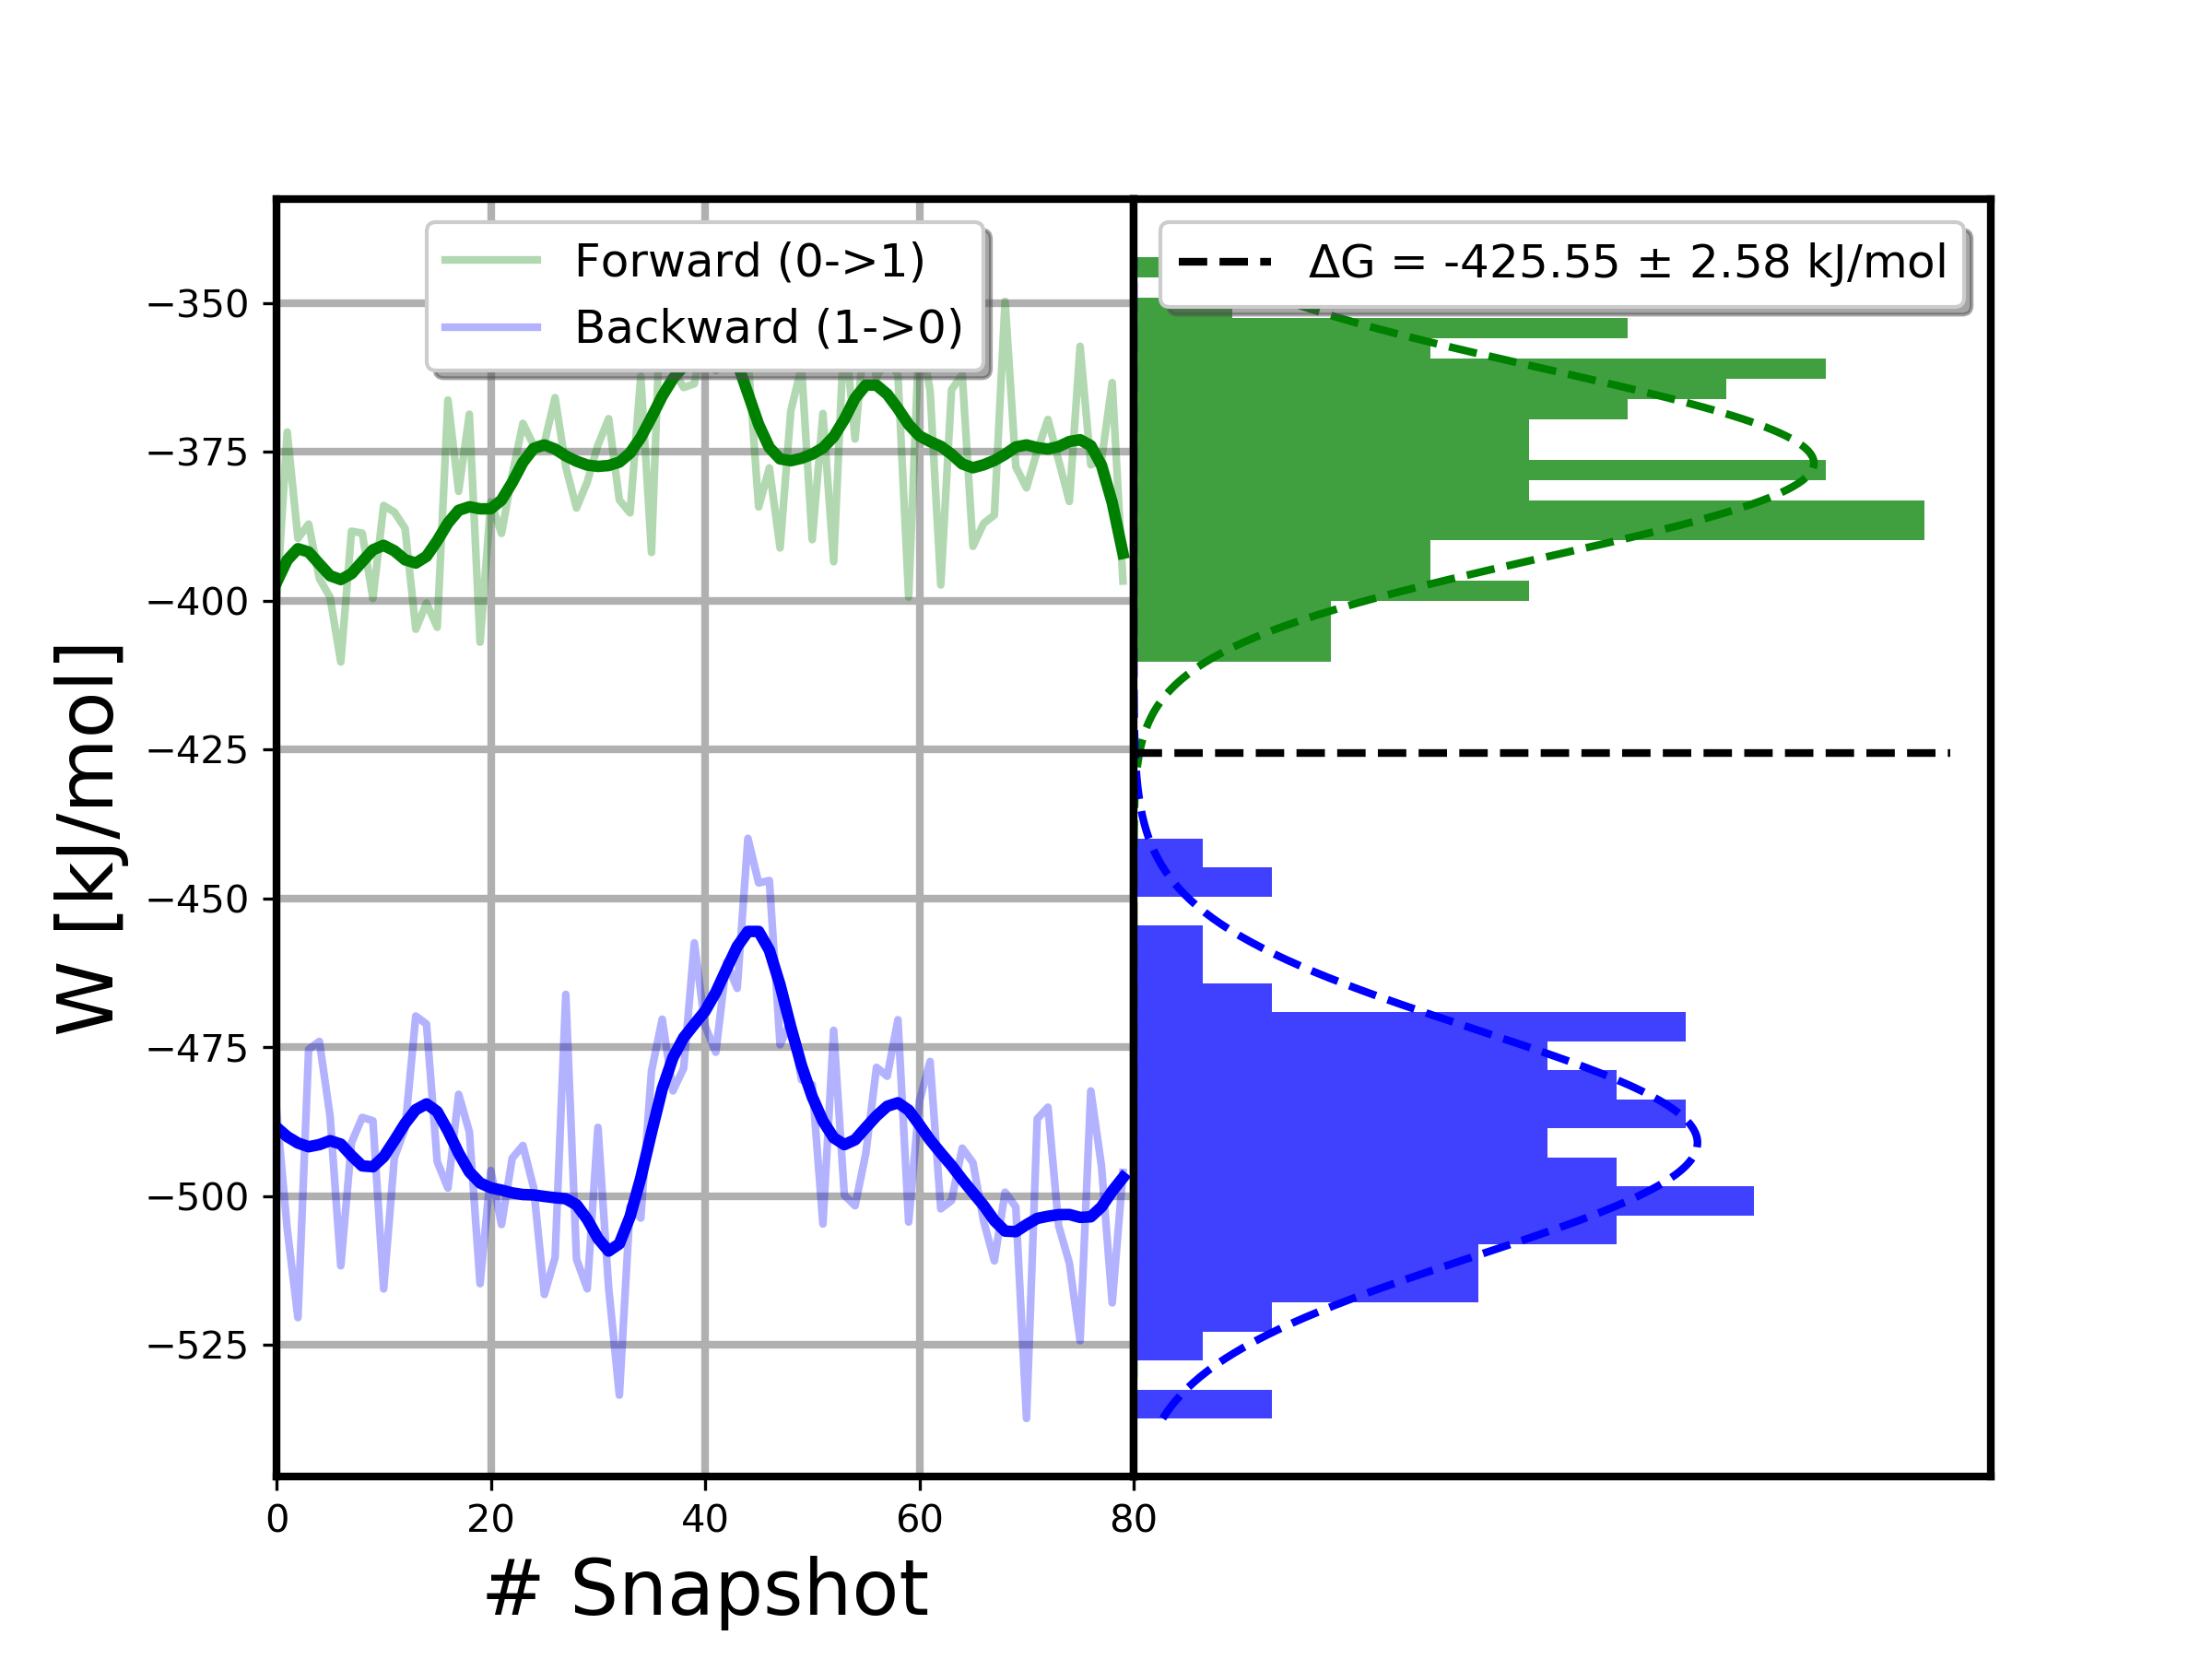 Forward (0->1)
Backward (1->0)
ΔG = -425.55 ± 2.58 kJ/mol
W [kJ/mol]
−350
−375
−400
−425
−450
−475
−500
−525
0 20 40 60 80
# Snapshot